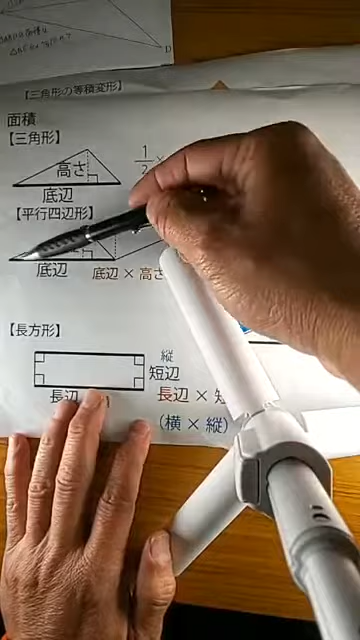 【三角形の等積変形】
面積
【三角形】
高さ
1
2
×
底辺
【平行四辺形】
底辺
底辺 × 高さ
【長方形】
縦
短辺
長辺
長辺 ×
(横 × 縦)
D